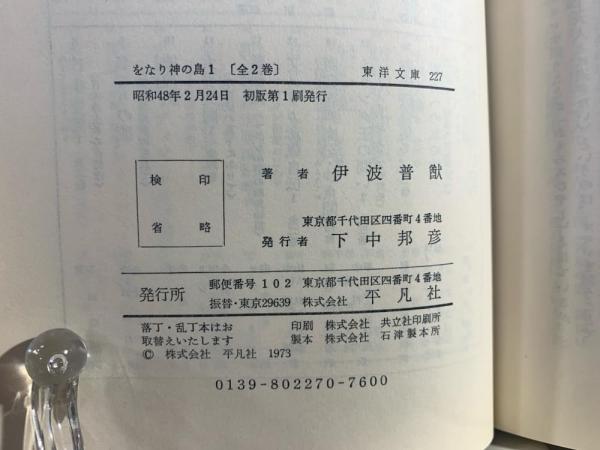 をなり神の島1〔全2巻〕 東洋文庫 227
昭和48年2月24日 初版第1刷発行
検印
省略
著者 伊波普猷
東京都千代田区四番町4番地
発行者 下中邦彦
発行所 郵便番号102 東京都千代田区四番町4番地
振替・東京29639 株式会社 平凡社
落丁・乱丁本はお 印刷 株式会社 共立社印刷所
取替えいたします 製本 株式会社 石津製本所
© 株式会社 平凡社 1973
0139-802270-7600